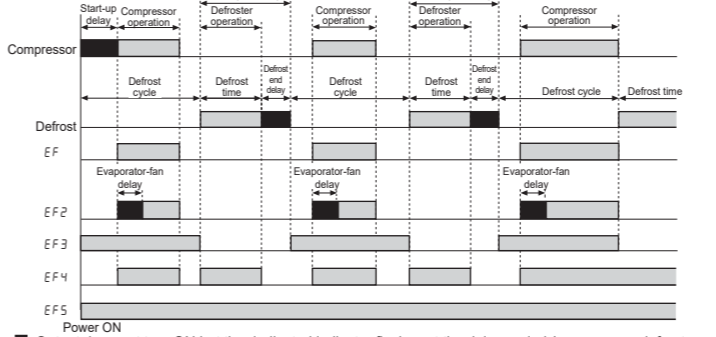 Start-up delay
Compressor operation
Defroster operation
Compressor operation
Defroster operation
Compressor operation
Compressor
Defrost cycle
Defrost time
Defrost end delay
Defrost cycle
Defrost time
Defrost end delay
Defrost cycle
Defrost time
Defrost
EF
Evaporator-fan delay
Evaporator-fan delay
Evaporator-fan delay
EF2
EF3
EF4
EF5
Power ON